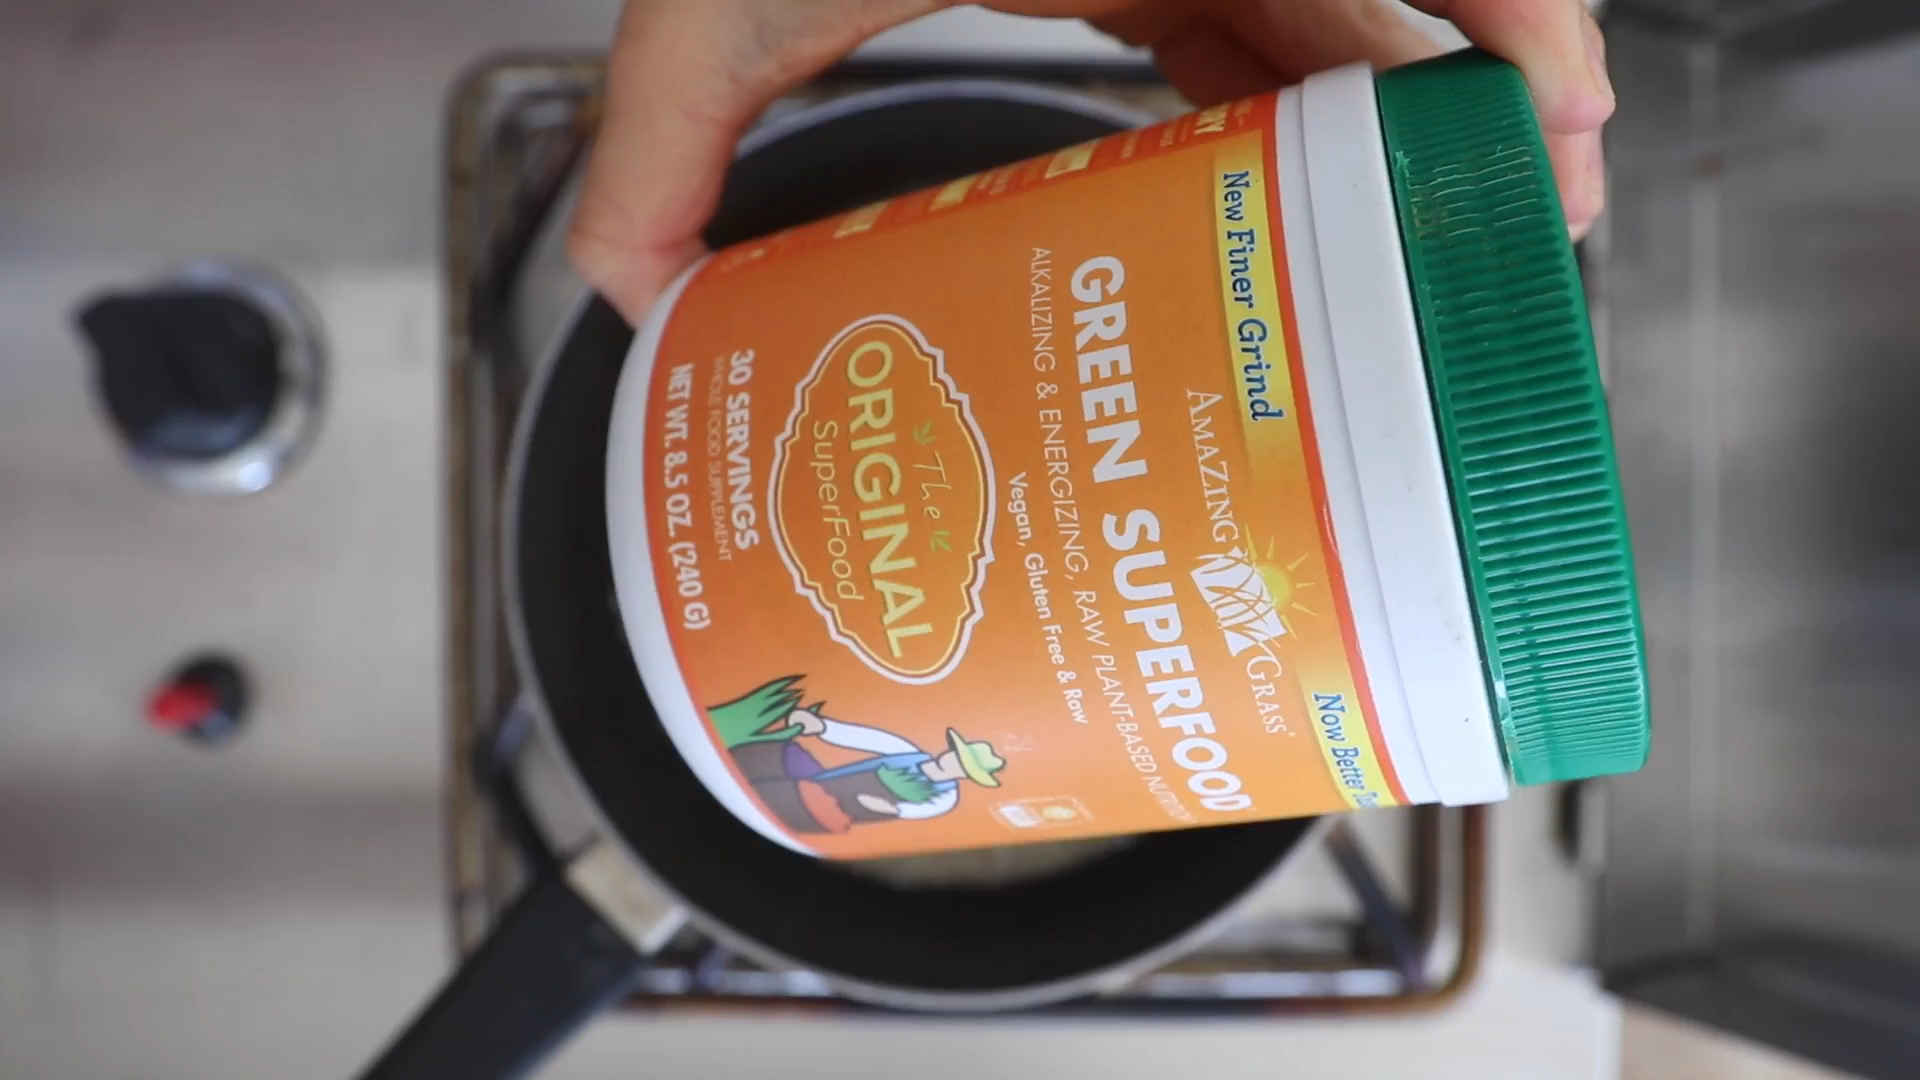 New Finer Grind
Now Better
AMAZING GRASS®
GREEN SUPERFOOD
ALKALIZING & ENERGIZING, RAW PLANT-BASED NUTRITION
Vegan, Gluten Free & Raw
The
ORIGINAL
SuperFood
30 SERVINGS
WHOLE FOOD SUPPLEMENT
NET WT. 8.5 OZ. (240 G)